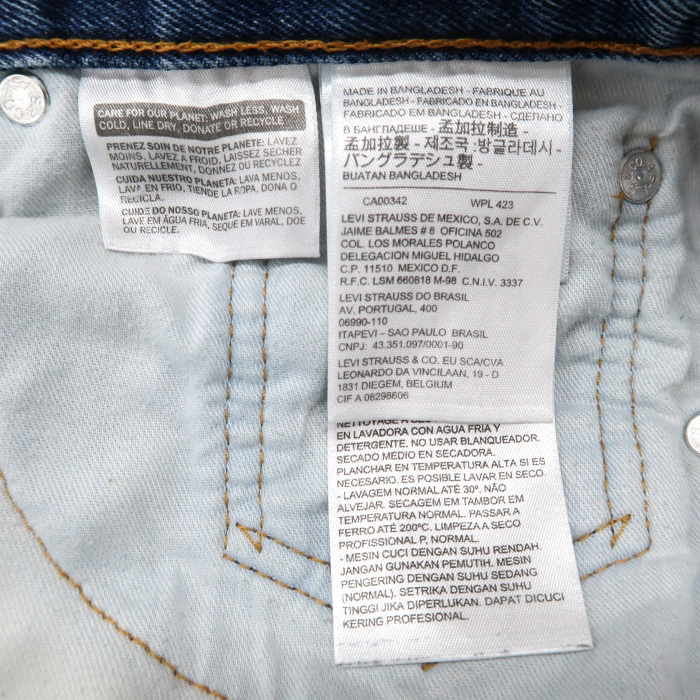 CARE FOR OUR PLANET: WASH LESS, WASH
COLD, LINE DRY, DONATE OR RECYCLE
PRENEZ SOIN DE NOTRE PLANETE: LAVEZ
MOINS, LAVEZ A FROID, LAISSEZ SECHER
NATURELLEMENT, DONNEZ OU RECYCLEZ
CUIDA NUESTRO PLANETA: LAVA MENOS,
LAVA EN FRIO, TIENDE LA ROPA, DONA O
RECICLA.
CUIDE DO NOSSO PLANETA: LAVE MENOS,
LAVE EM ÁGUA FRIA, SEQUE EM VARAL, DOE
OU RECICLE.
MADE IN BANGLADESH - FABRIQUE AU
BANGLADESH - FABRICADO EN BANGLADESH -
FABRICADO EM BANGLADESH - СДЕЛАНО
В БАНГЛАДЕШЕ - 孟加拉制造 -
孟加拉製 - 제조국 :방글라데시 -
バングラデシュ製 -
BUATAN BANGLADESH
CA00342 WPL 423
LEVI STRAUSS DE MEXICO, S.A. DE C.V.
JAIME BALMES # 8 OFICINA 502
COL. LOS MORALES POLANCO
DELEGACION MIGUEL HIDALGO
C.P. 11510 MEXICO D.F.
R.F.C. LSM 660818 M-98 C.N.I.V. 3337
LEVI STRAUSS DO BRASIL
AV. PORTUGAL, 400
06990-110
ITAPEVI – SAO PAULO BRASIL
CNPJ: 43.351.097/0001-90
LEVI STRAUSS & CO. EU SCA/CVA
LEONARDO DA VINCILAAN, 19 - D
1831 DIEGEM, BELGIUM
CIF A 08298606
NETTOYAGE A SEC
EN LAVADORA CON AGUA FRIA Y
DETERGENTE, NO USAR BLANQUEADOR.
SECADO MEDIO EN SECADORA.
PLANCHAR EN TEMPERATURA ALTA SI ES
NECESARIO. ES POSIBLE LAVAR EN SECO.
- LAVAGEM NORMAL ATÉ 30º. NÃO
ALVEJAR. SECAGEM EM TAMBOR EM
TEMPERATURA NORMAL. PASSAR A
FERRO ATÉ 200ºC. LIMPEZA A SECO
PROFISSIONAL P, NORMAL.
- MESIN CUCI DENGAN SUHU RENDAH.
JANGAN GUNAKAN PEMUTIH. MESIN
PENGERING DENGAN SUHU SEDANG
(NORMAL). SETRIKA DENGAN SUHU
TINGGI JIKA DIPERLUKAN. DAPAT DICUCI
KERING PROFESIONAL.